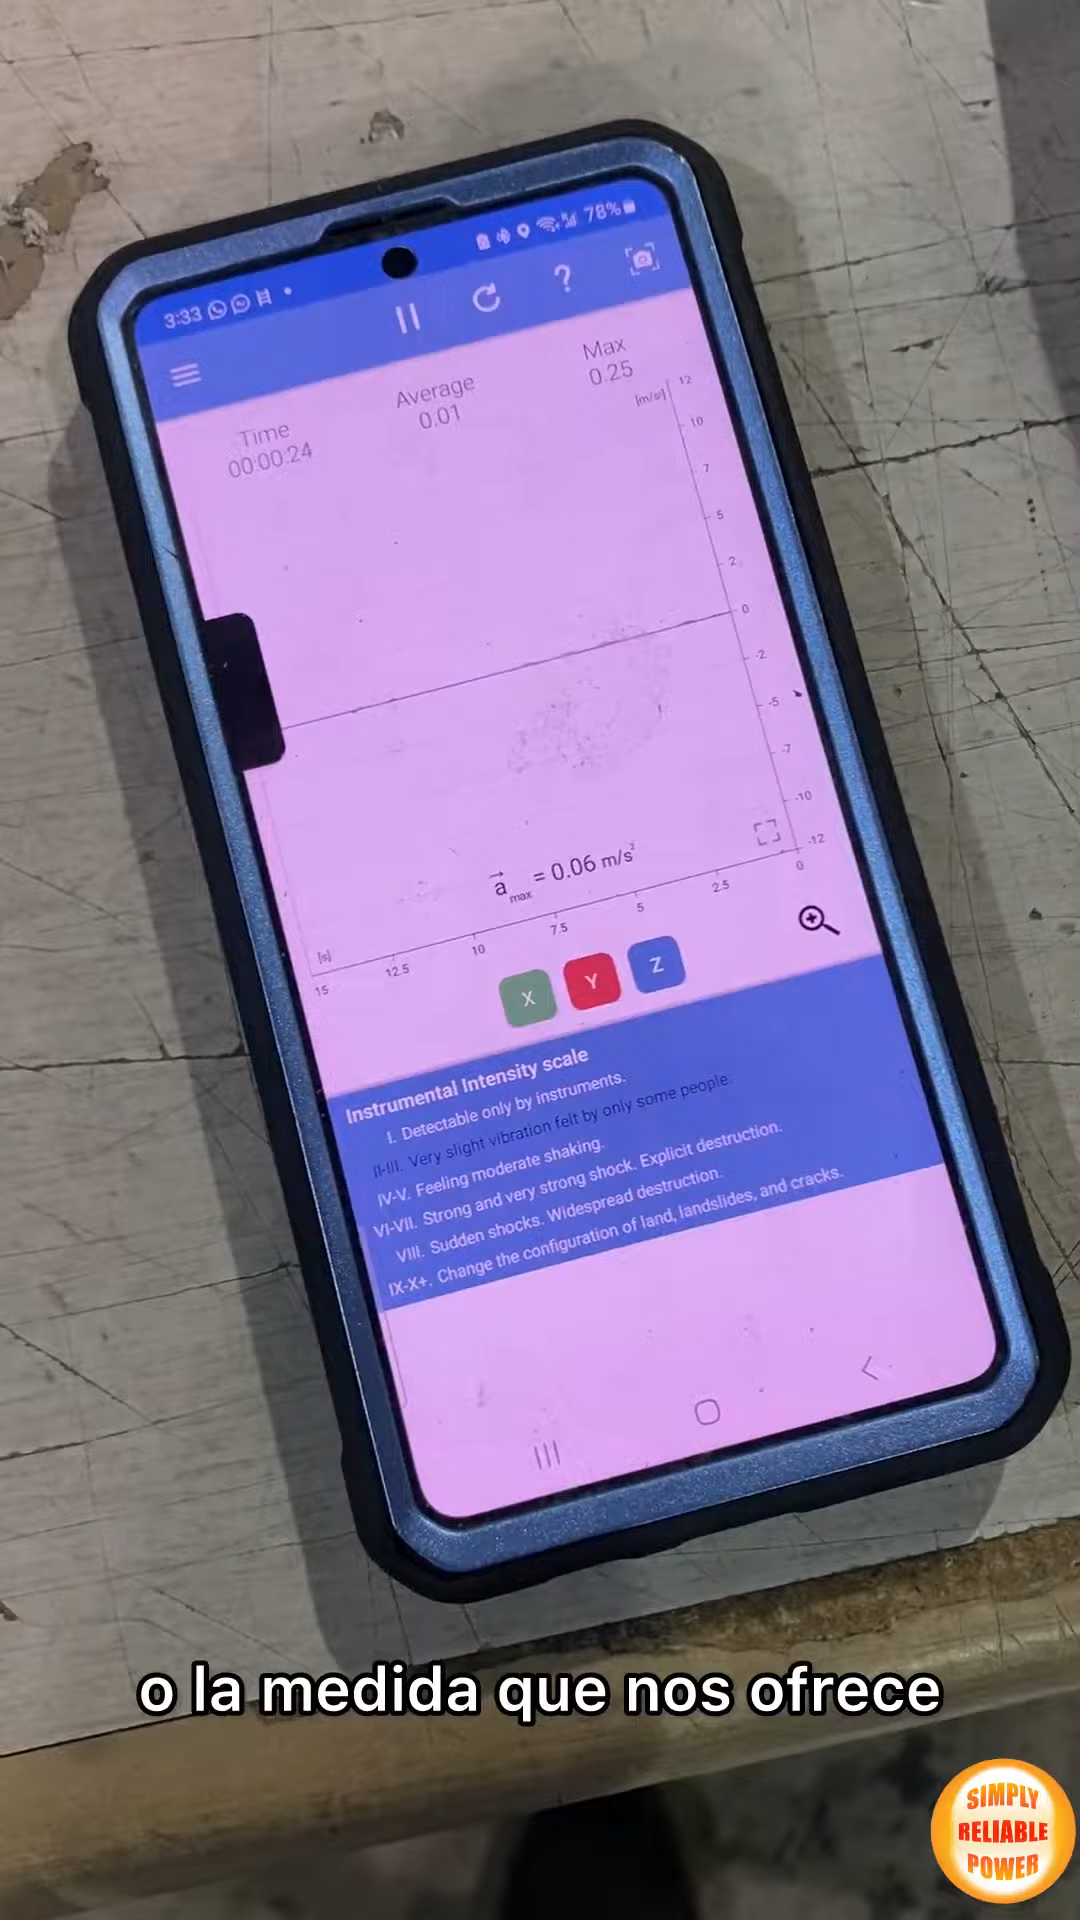 3:33
78%
Time
00:00:24
Average
0.01
Max
0.25
[m/s²]
12
10
7
5
2
0
-2
-5
-7
-10
-12
a max = 0.06 m/s²
[s]
15
12.5
10
7.5
5
2.5
0
X
Y
Z
Instrumental Intensity scale
I. Detectable only by instruments.
II-III. Very slight vibration felt by only some people.
IV-V. Feeling moderate shaking.
VI-VII. Strong and very strong shock. Explicit destruction.
VIII. Sudden shocks. Widespread destruction.
IX-X+. Change the configuration of land, landslides, and cracks.
o la medida que nos ofrece
SIMPLY
RELIABLE
POWER